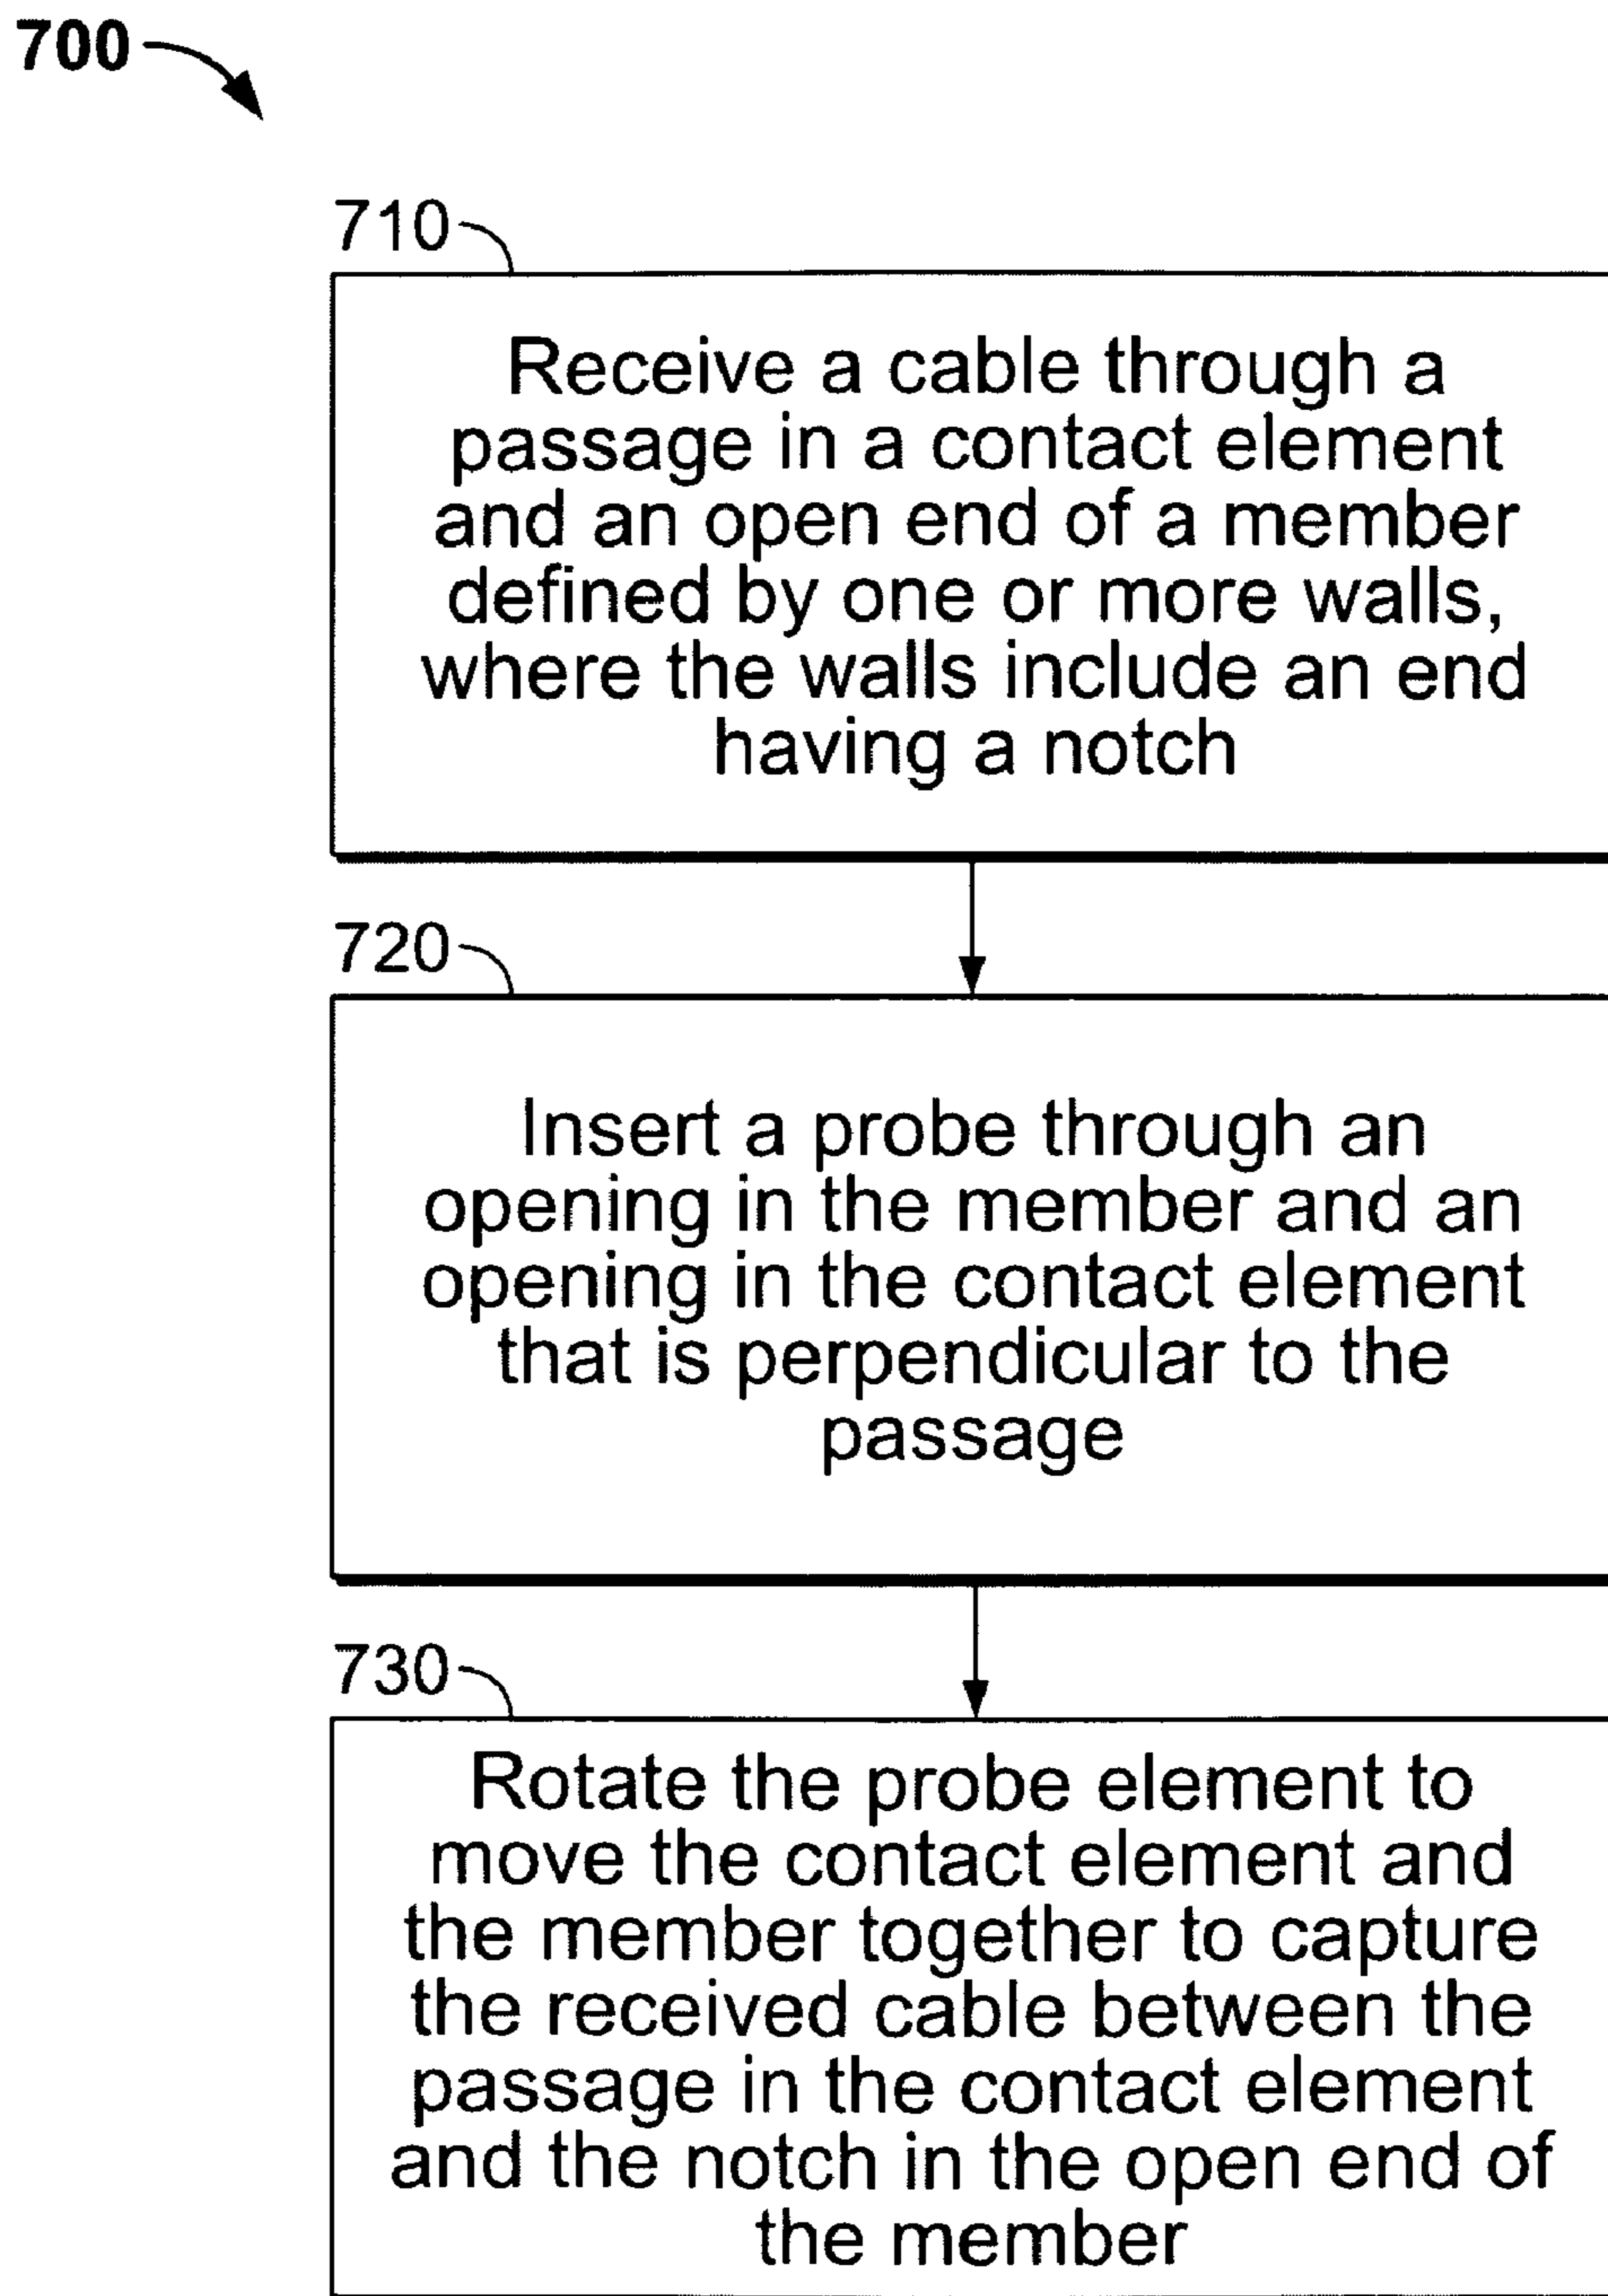 700
710
Receive a cable through a
passage in a contact element
and an open end of a member
defined by one or more walls,
where the walls include an end
having a notch
720
Insert a probe through an
opening in the member and an
opening in the contact element
that is perpendicular to the
passage
730
Rotate the probe element to
move the contact element and
the member together to capture
the received cable between the
passage in the contact element
and the notch in the open end of
the member